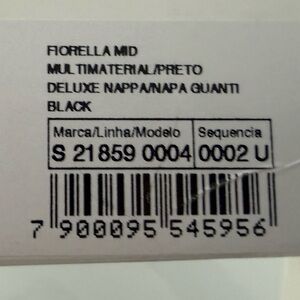 FIORELLA MID
MULTIMATERIAL/PRETO
DELUXE NAPPA/NAPA GUANTI
BLACK
Marca/Linha/Modelo Sequencia
S 21859 0004 0002 U
7 900095 545956